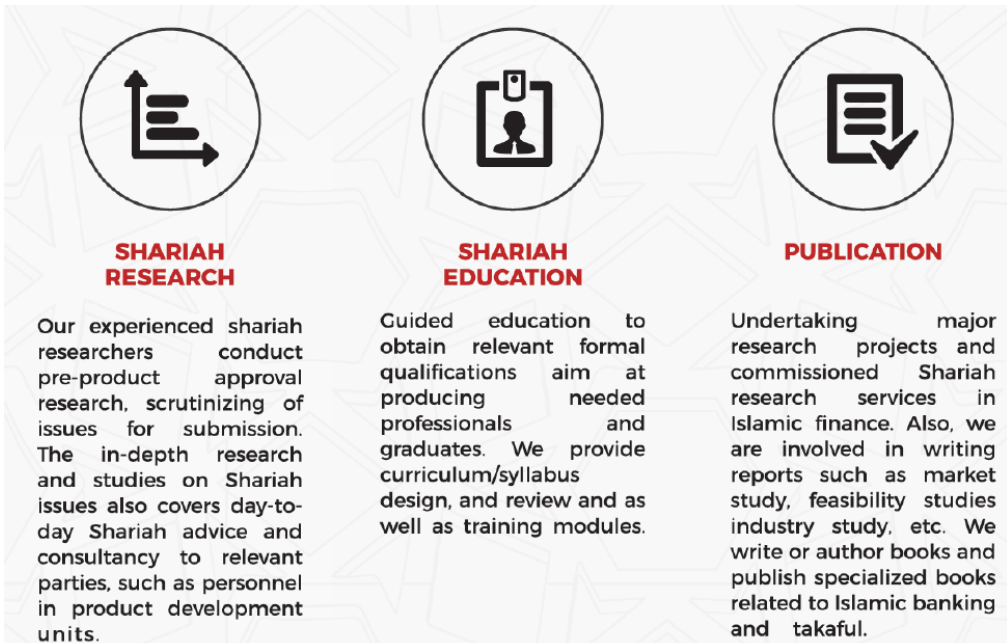 SHARIAH
RESEARCH
Our experienced shariah
researchers conduct
pre-product approval
research, scrutinizing of
issues for submission.
The in-depth research
and studies on Shariah
issues also covers day-to-
day Shariah advice and
consultancy to relevant
parties, such as personnel
in product development
units.
SHARIAH
EDUCATION
Guided education to
obtain relevant formal
qualifications aim at
producing needed
professionals and
graduates. We provide
curriculum/syllabus
design, and review and as
well as training modules.
PUBLICATION
Undertaking major
research projects and
commissioned Shariah
research services in
Islamic finance. Also, we
are involved in writing
reports such as market
study, feasibility studies
industry study, etc. We
write or author books and
publish specialized books
related to Islamic banking
and takaful.